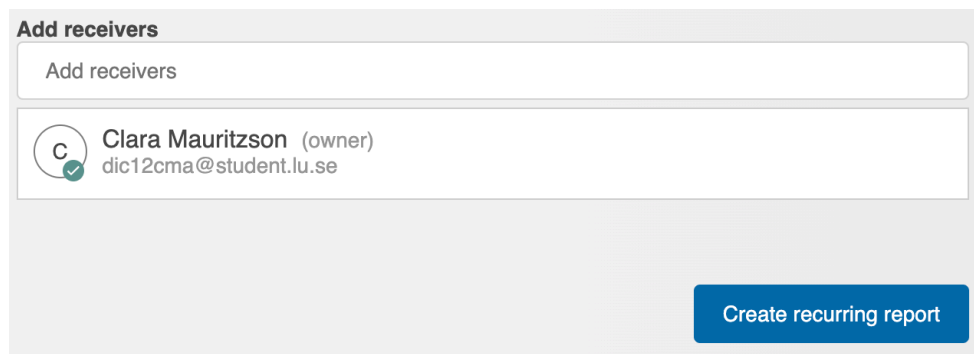 Add receivers
Add receivers
C
Clara Mauritzson (owner)
dic12cma@student.lu.se
Create recurring report